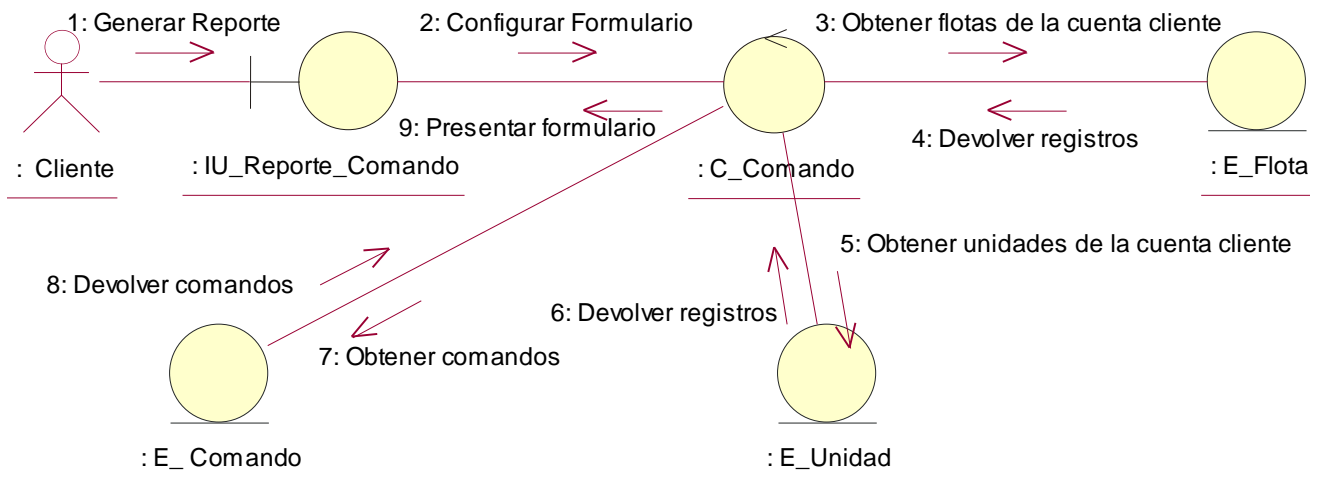 1: Generar Reporte
2: Configurar Formulario
3: Obtener flotas de la cuenta cliente
9: Presentar formulario
4: Devolver registros
: Cliente
: IU_Reporte_Comando
: C_Comando
: E_Flota
5: Obtener unidades de la cuenta cliente
8: Devolver comandos
6: Devolver registros
7: Obtener comandos
: E_ Comando
: E_Unidad